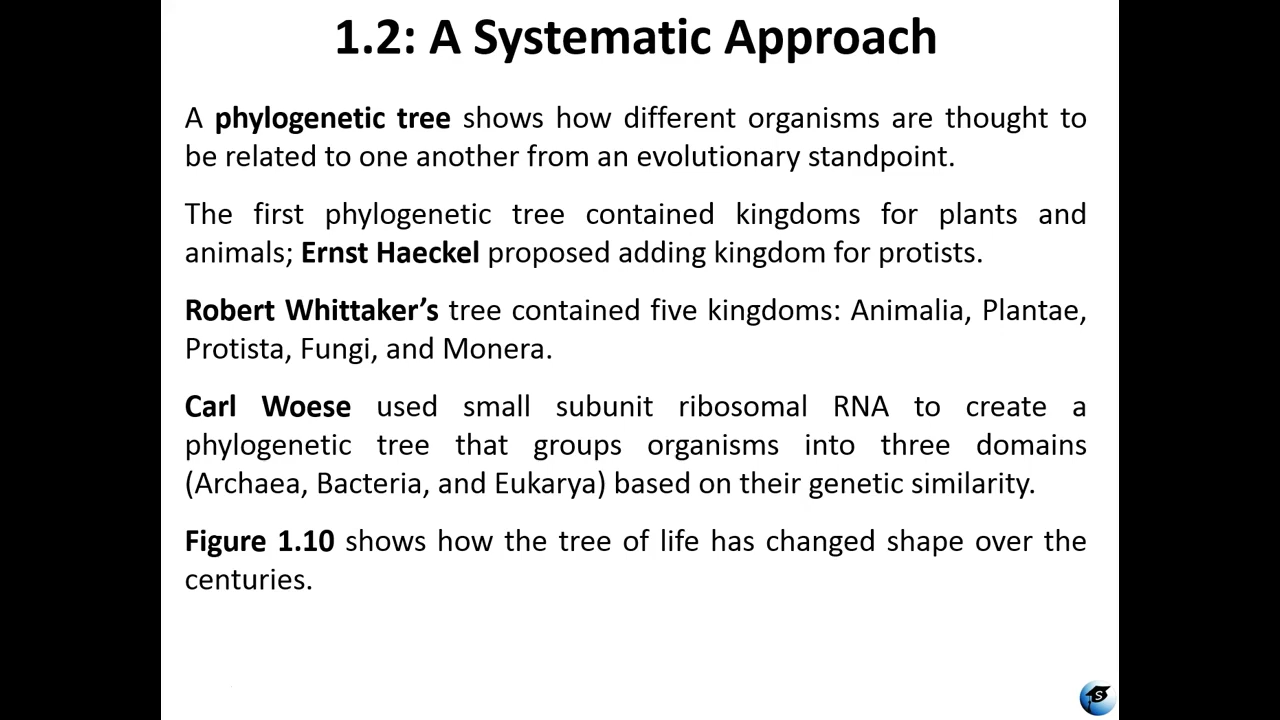 1.2: A Systematic Approach
A phylogenetic tree shows how different organisms are thought to
be related to one another from an evolutionary standpoint.
The first phylogenetic tree contained kingdoms for plants and
animals; Ernst Haeckel proposed adding kingdom for protists.
Robert Whittaker’s tree contained five kingdoms: Animalia, Plantae,
Protista, Fungi, and Monera.
Carl Woese used small subunit ribosomal RNA to create a
phylogenetic tree that groups organisms into three domains
(Archaea, Bacteria, and Eukarya) based on their genetic similarity.
Figure 1.10 shows how the tree of life has changed shape over the
centuries.
S